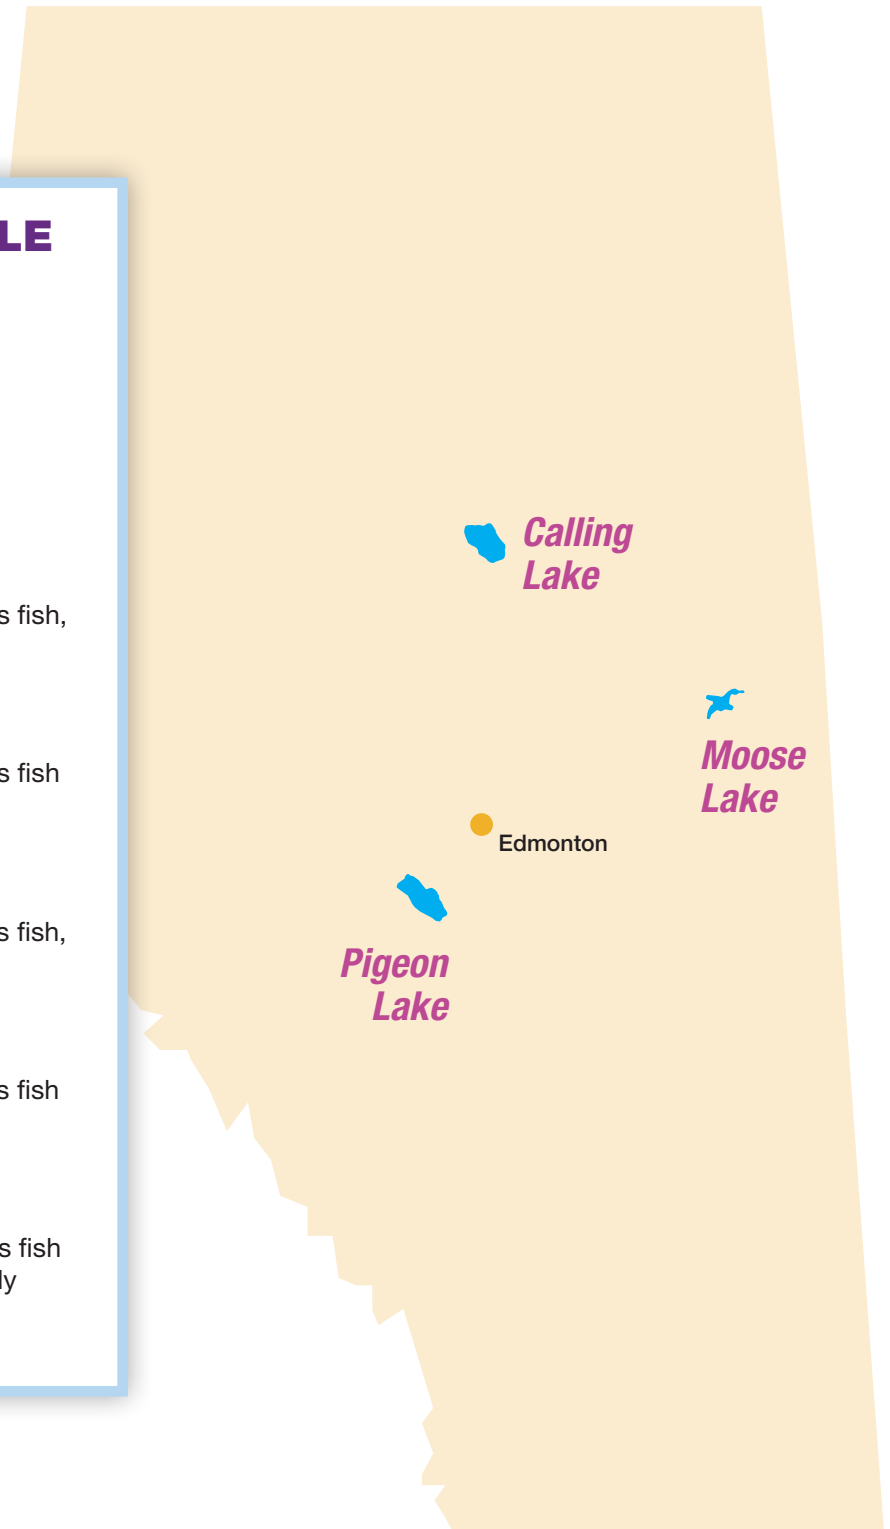 LE
s fish,
s fish
s fish,
s fish
s fish
ly
Calling
Lake
Moose
Lake
Edmonton
Pigeon
Lake